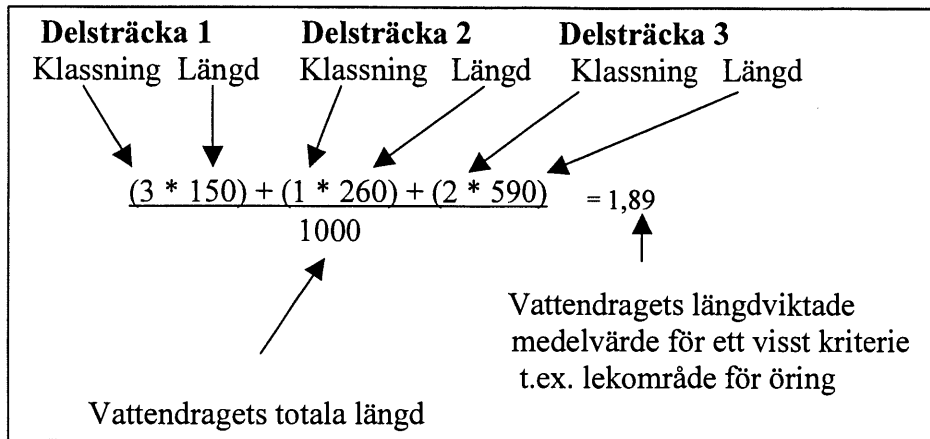 Delsträcka 1 Delsträcka 2 Delsträcka 3
Klassning Längd Klassning Längd Klassning Längd
(3 * 150) + (1 * 260) + (2 * 590) = 1,89
1000
Vattendragets längdviktade
medelvärde för ett visst kriterie
t.ex. lekområde för öring
Vattendragets totala längd